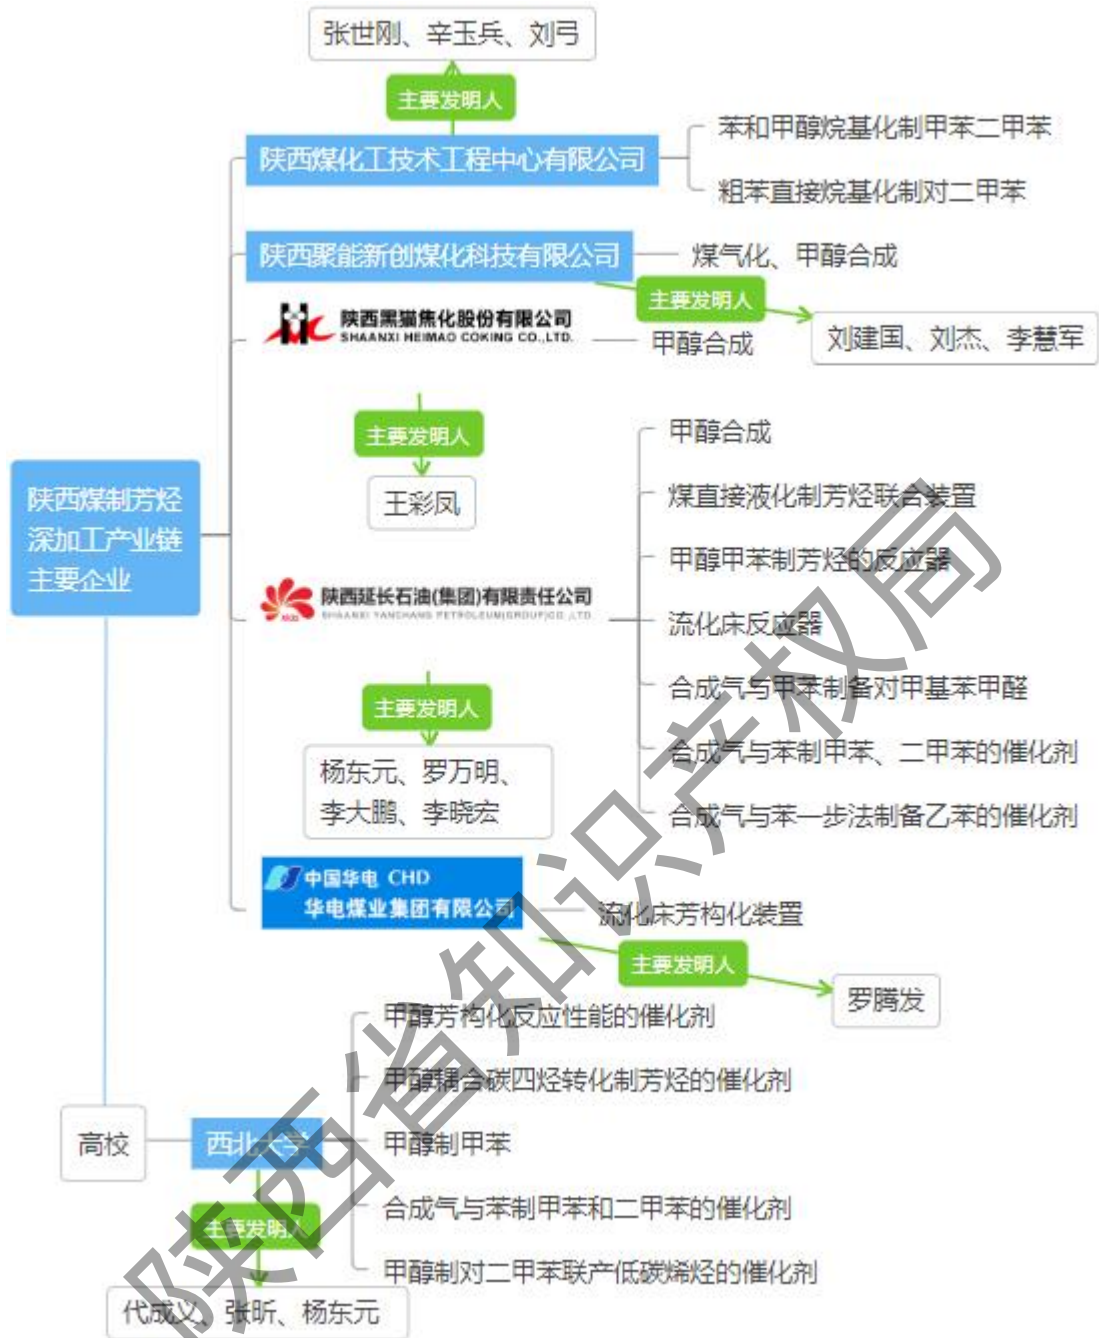 张世刚、辛玉兵、刘弓
主要发明人
陕西煤化工技术工程中心有限公司
苯和甲醇烷基化制甲苯二甲苯
粗苯直接烷基化制对二甲苯
陕西聚能新创煤化科技有限公司
煤气化、甲醇合成
主要发明人
刘建国、刘杰、李慧军
陕西黑猫焦化股份有限公司
SHAANXI HEIMAO COKING CO.,LTD.
甲醇合成
主要发明人
王彩凤
陕西煤制芳烃
深加工产业链
主要企业
陕西延长石油(集团)有限责任公司
SHAANXI YANCHANG PETROLEUM(GROUP)CO.,LTD.
甲醇合成
煤直接液化制芳烃联合装置
甲醇甲苯制芳烃的反应器
流化床反应器
合成气与甲苯制备对甲基苯甲醛
合成气与苯制甲苯、二甲苯的催化剂
合成气与苯一步法制备乙苯的催化剂
主要发明人
杨东元、罗万明、
李大鹏、李晓宏
中国华电 CHD
华电煤业集团有限公司
流化床芳构化装置
主要发明人
罗腾发
高校
西北大学
甲醇芳构化反应性能的催化剂
甲醇耦合碳四烃转化制芳烃的催化剂
甲醇制甲苯
合成气与苯制甲苯和二甲苯的催化剂
甲醇制对二甲苯联产低碳烯烃的催化剂
主要发明人
代成义、张昕、杨东元
陕西省知识产权局